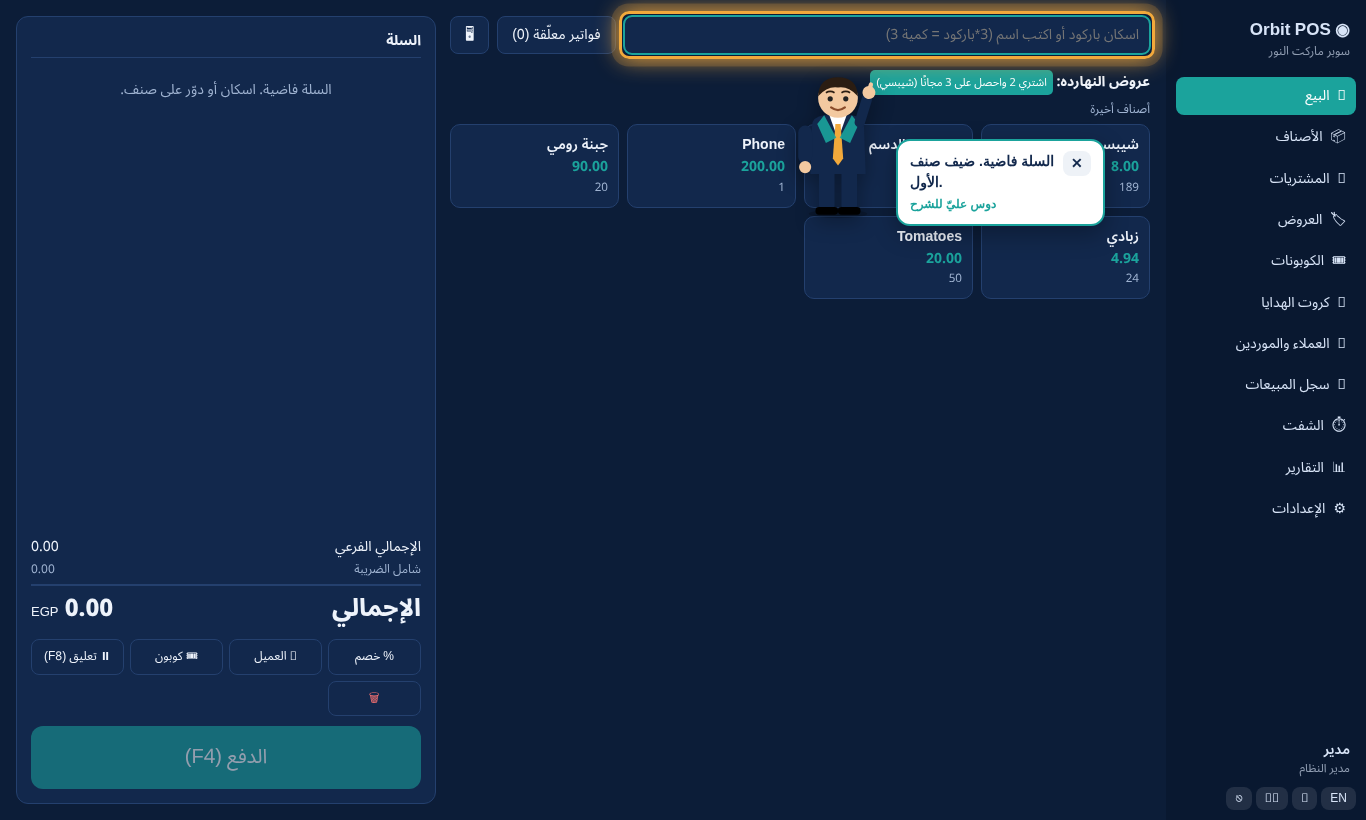 ◉ Orbit POS
سوبر ماركت النور
البيع
الأصناف
المشتريات
العروض
الكوبونات
كروت الهدايا
العملاء والموردين
سجل المبيعات
الشفت
التقارير
الإعدادات
مدير
مدير النظام
EN
اسكان باركود أو اكتب اسم (3*باركود = كمية 3)
فواتير معلّقة (0)
عروض النهارده: اشتري 2 واحصل على 3 مجانًا (شيبسي)
أصناف أخيرة
8.00
189
الدسم
Phone
200.00
1
جبنة رومي
90.00
20
زبادي
4.94
24
Tomatoes
20.00
50
السلة فاضية. ضيف صنف
الأول.
دوس عليّ للشرح
السلة
السلة فاضية. اسكان أو دوّر على صنف.
الإجمالي الفرعي 0.00
شامل الضريبة 0.00
الإجمالي 0.00 EGP
% خصم
العميل
كوبون
تعليق (F8)
الدفع (F4)